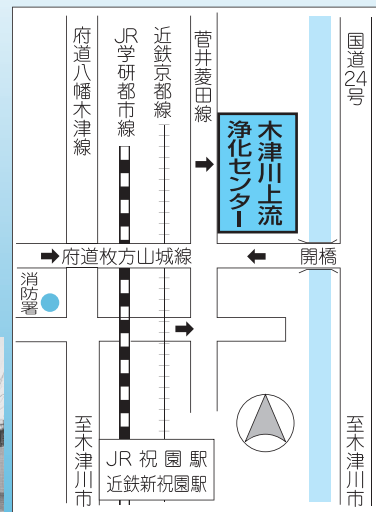 府道八幡木津線
JR学研都市線
近鉄京都線
菅井菱田線
国道24号
木津川上流
浄化センター
府道枚方山城線
開橋
消防署
至木津川市
JR祝園駅
近鉄新祝園駅
至木津川市